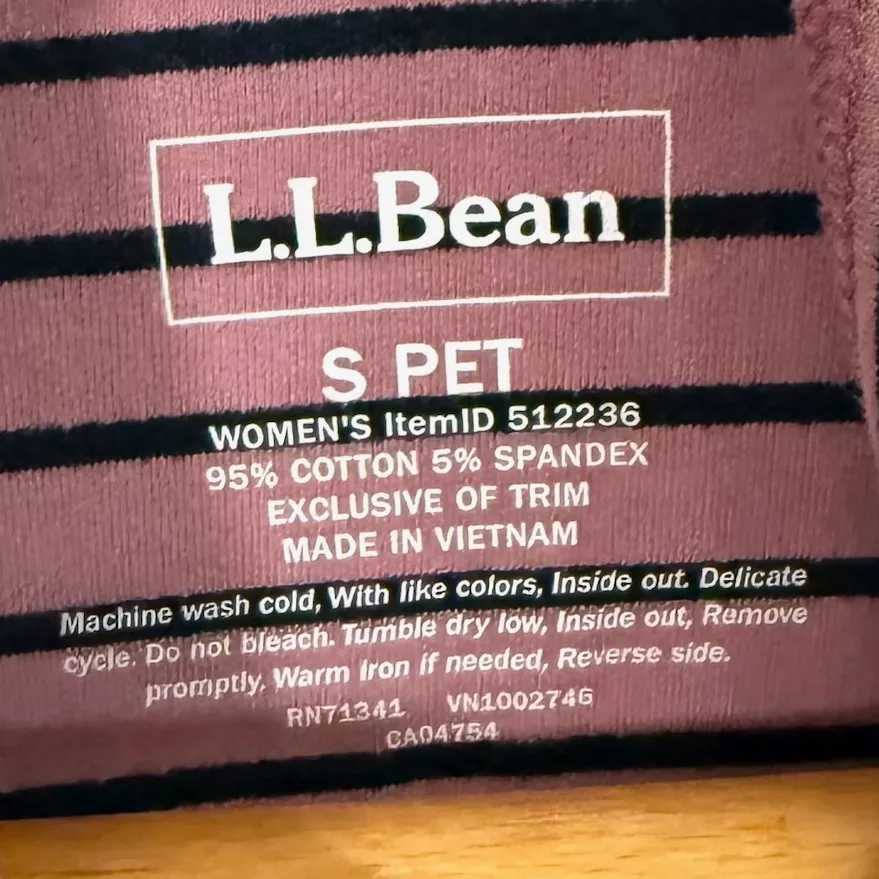 L.L.Bean
S PET
WOMEN'S ItemID 512236
95% COTTON 5% SPANDEX
EXCLUSIVE OF TRIM
MADE IN VIETNAM
Machine wash cold, With like colors, Inside out. Delicate
cycle. Do not bleach. Tumble dry low, Inside out, Remove
promptly. Warm Iron if needed, Reverse side.
RN71341 VN1002746
CA04754